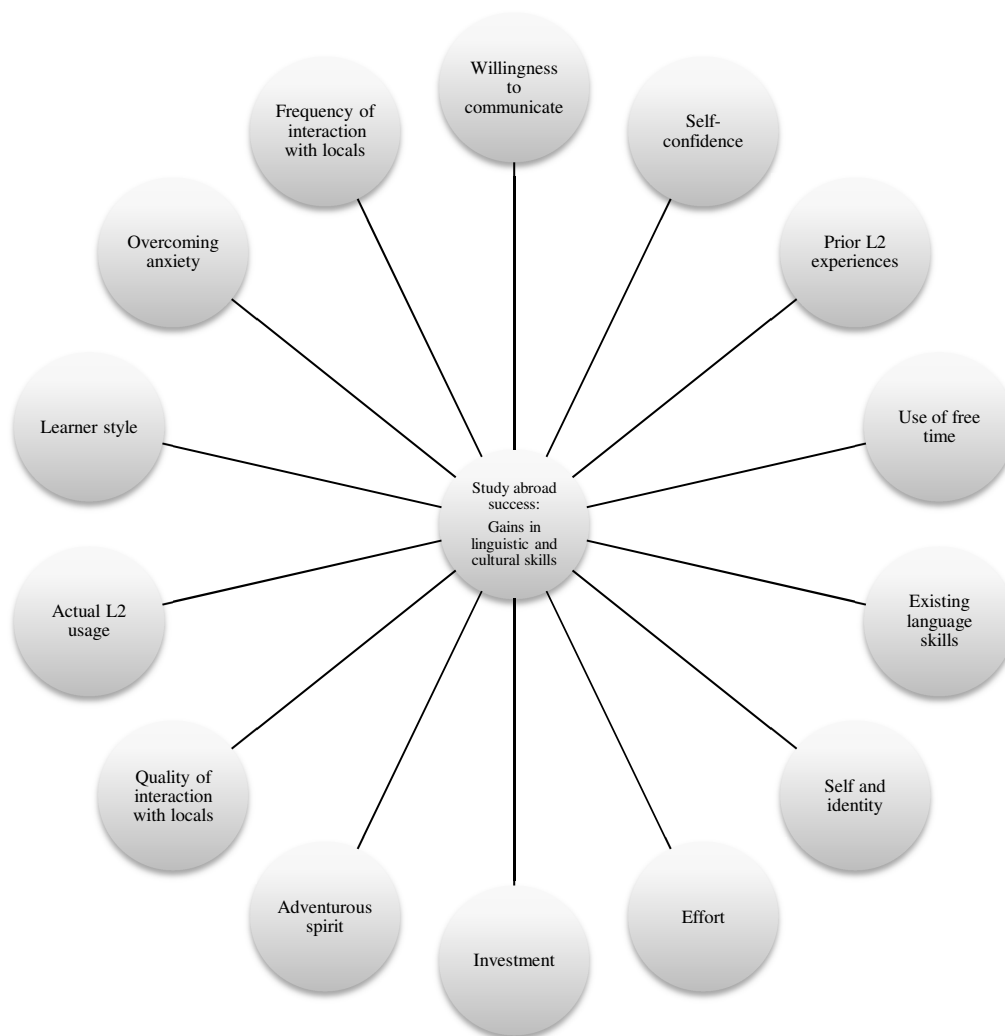 Willingness
to
communicate
Self-
confidence
Prior L2
experiences
Use of free
time
Existing
language
skills
Self and
identity
Effort
Investment
Adventurous
spirit
Quality of
interaction
with locals
Actual L2
usage
Learner style
Overcoming
anxiety
Frequency of
interaction
with locals
Study abroad
success:
Gains in
linguistic and
cultural skills